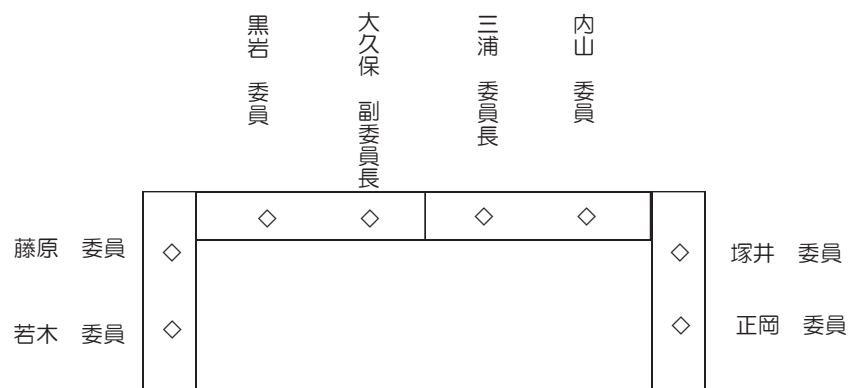 黒岩　委員
大久保　副委員長
三浦　委員長
内山　委員
藤原　委員
塚井　委員
若木　委員
正岡　委員